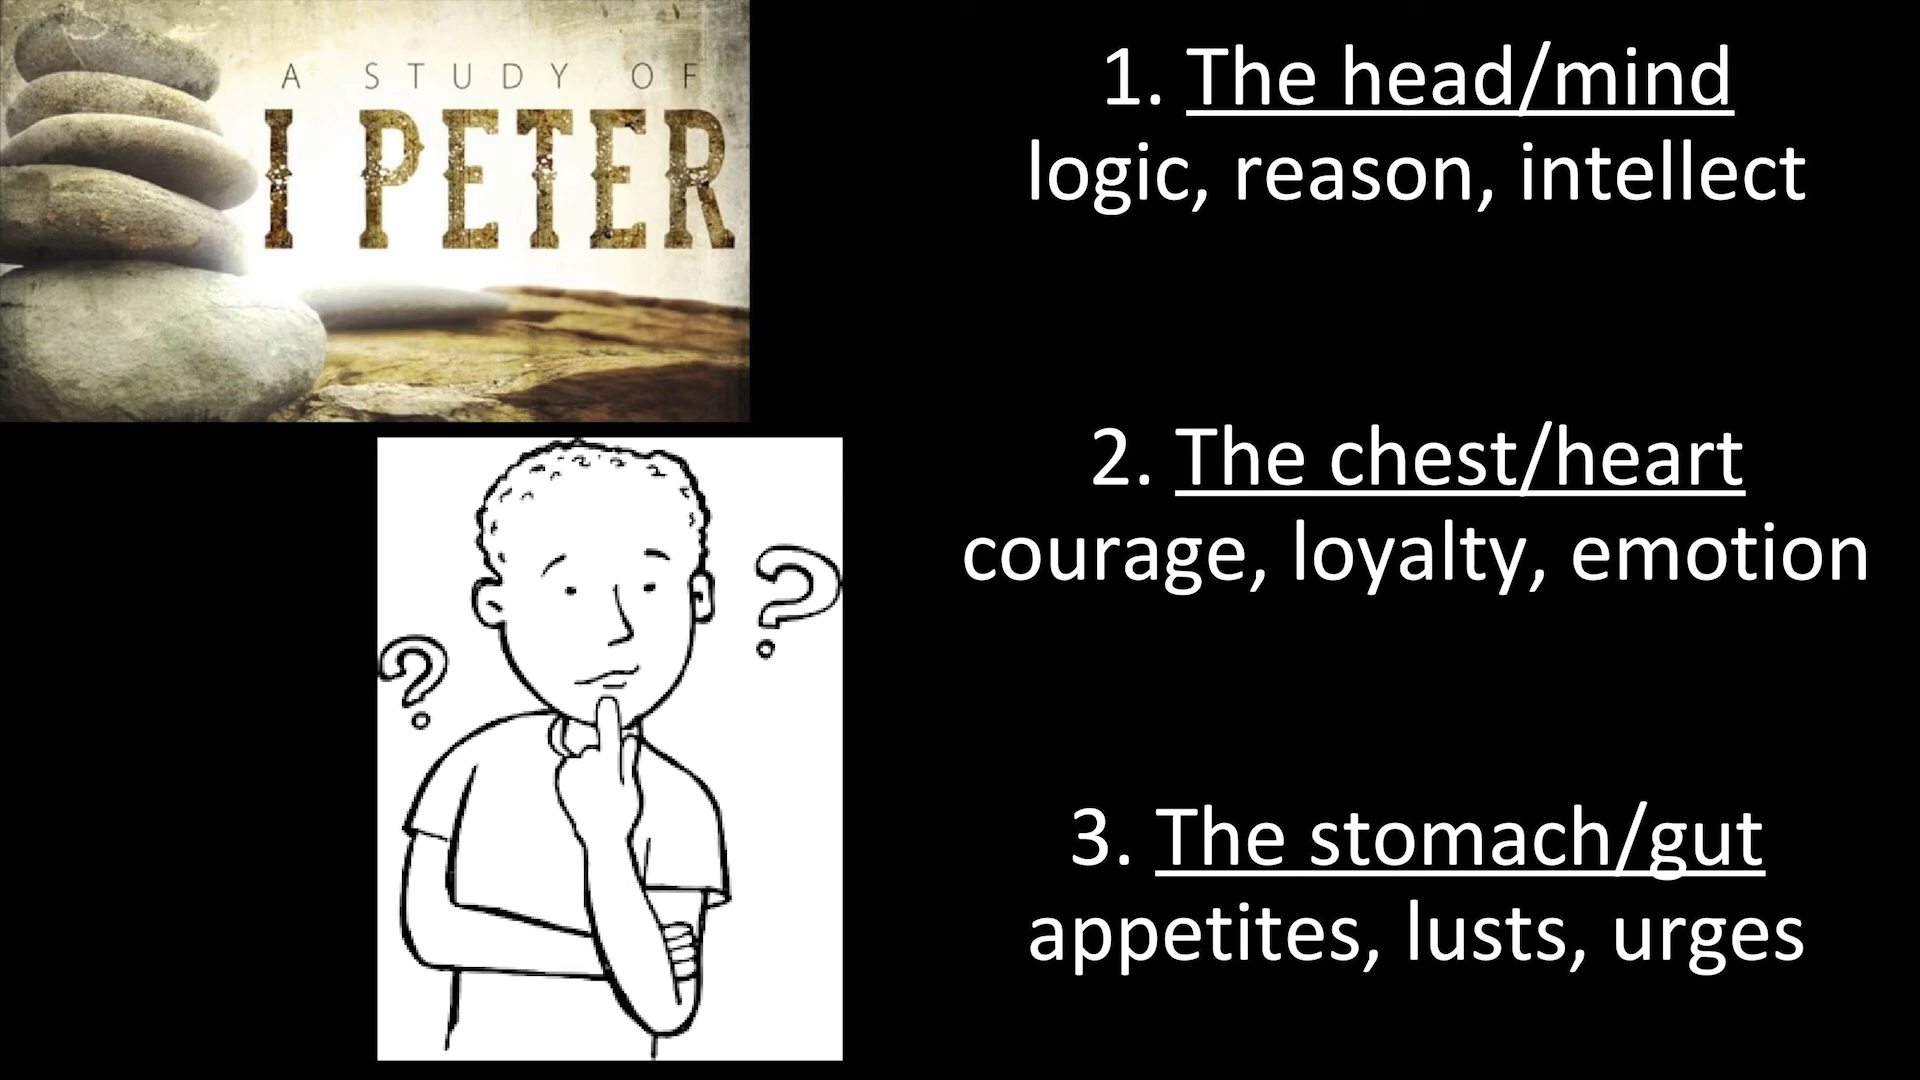 A STUDY OF
I PETER
1. The head/mind
logic, reason, intellect
2. The chest/heart
courage, loyalty, emotion
3. The stomach/gut
appetites, lusts, urges
? ?